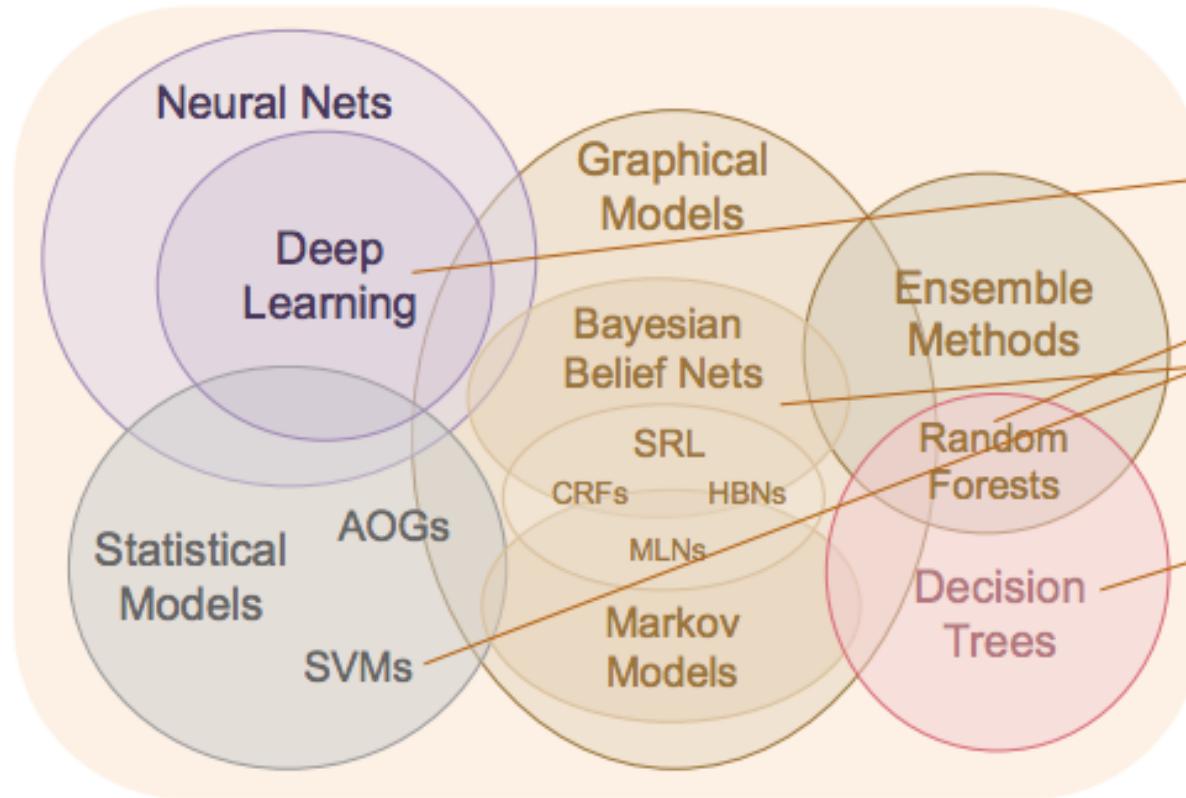 Neural Nets
Deep
Learning
Graphical
Models
Ensemble
Methods
Bayesian
Belief Nets
SRL
CRFs HBNs
MLNs
Random
Forests
Statistical
Models
AOGs
SVMs
Markov
Models
Decision
Trees